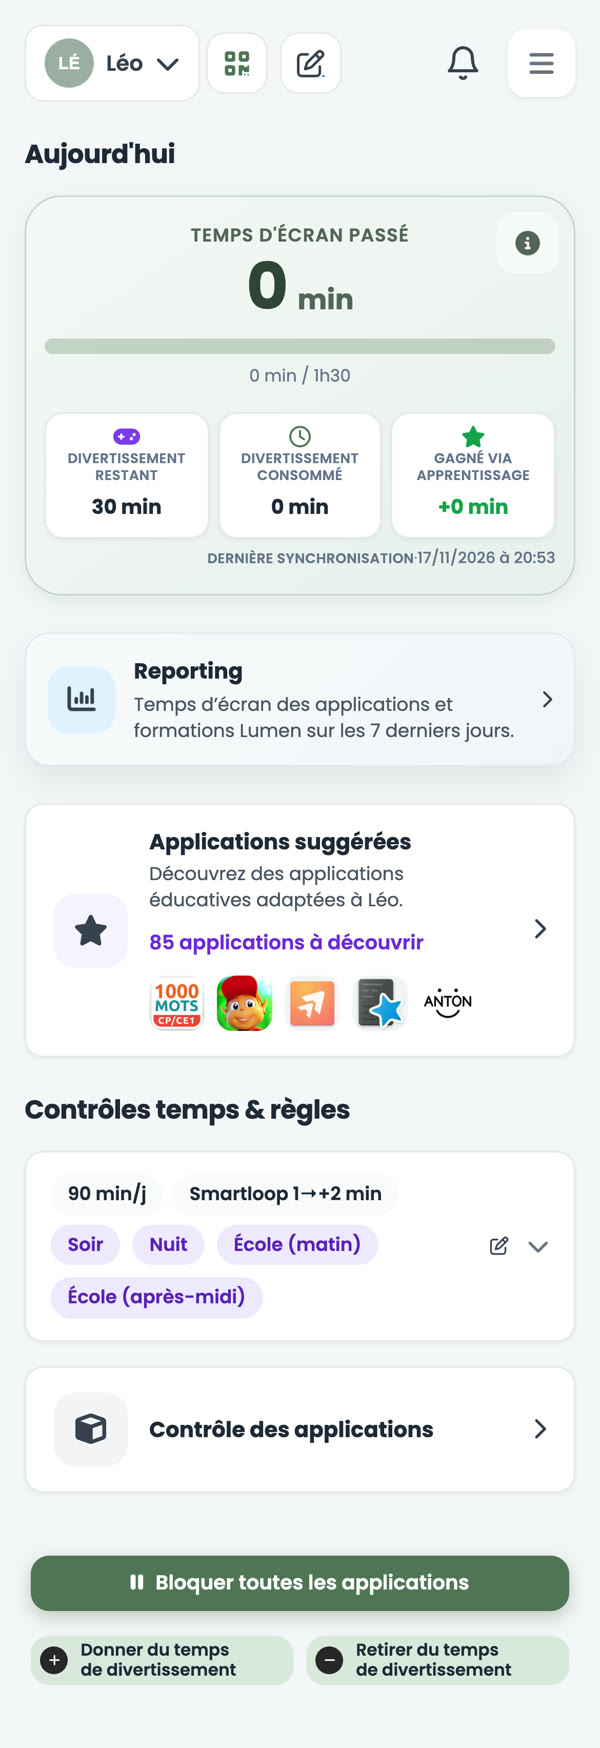 LÉ Léo
Aujourd'hui
TEMPS D'ÉCRAN PASSÉ
0 min
0 min / 1h30
DIVERTISSEMENT
RESTANT
30 min
DIVERTISSEMENT
CONSOMMÉ
0 min
GAGNÉ VIA
APPRENTISSAGE
+0 min
DERNIÈRE SYNCHRONISATION·17/11/2026 à 20:53
Reporting
Temps d’écran des applications et
formations Lumen sur les 7 derniers jours.
Applications suggérées
Découvrez des applications
éducatives adaptées à Léo.
85 applications à découvrir
1000
MOTS
CP/CE1
ANTON
Contrôles temps & règles
90 min/j Smartloop 1→+2 min
Soir Nuit École (matin)
École (après-midi)
Contrôle des applications
Bloquer toutes les applications
Donner du temps
de divertissement
Retirer du temps
de divertissement